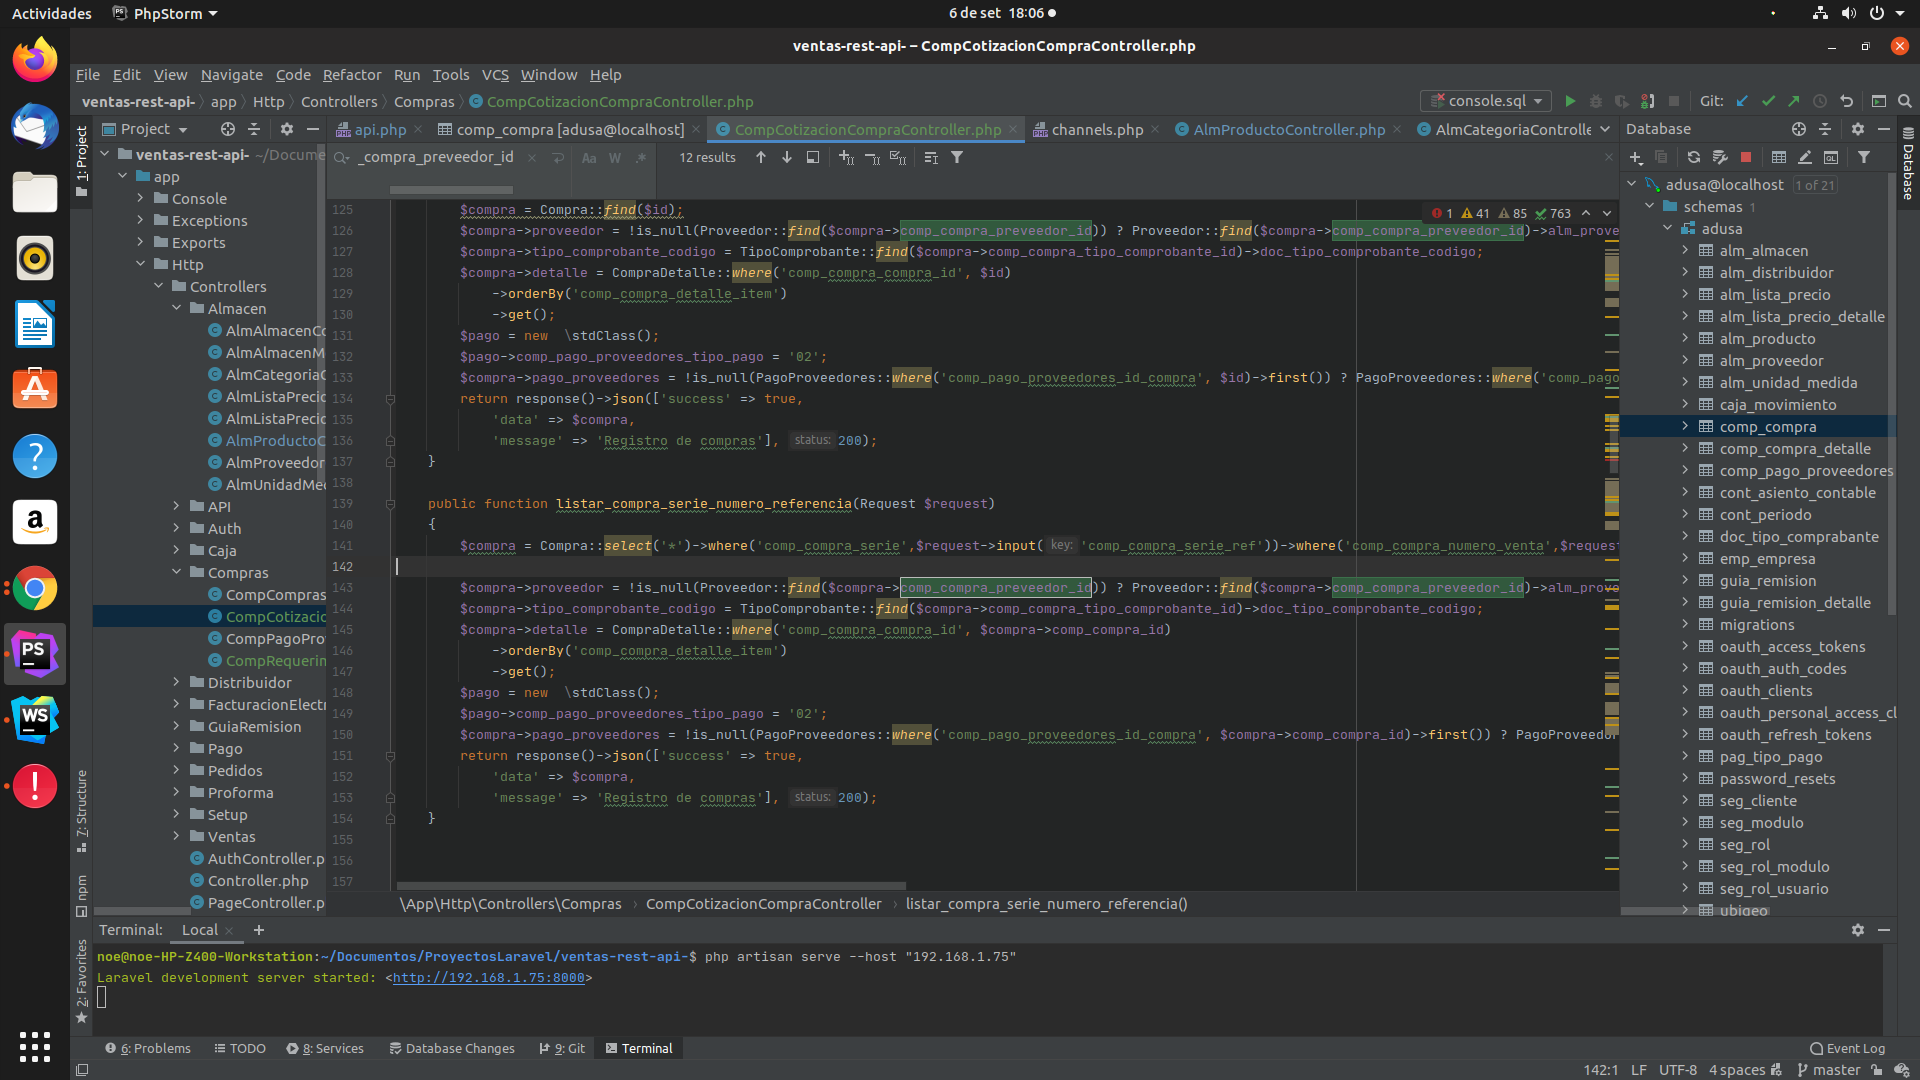 Actividades PhpStorm 6 de set 18:06
ventas-rest-api- – CompCotizacionCompraController.php
File Edit View Navigate Code Refactor Run Tools VCS Window Help
ventas-rest-api- app Http Controllers Compras CompCotizacionCompraController.php console.sql Git:
Project api.php comp_compra [adusa@localhost] CompCotizacionCompraController.php channels.php AlmProductoController.php AlmCategoriaControlle Database
_compra_preveedor_id Aa W .* 12 results
1: Project
7: Structure
npm
2: Favorites
Database
ventas-rest-api- ~/Docume
app
Console
Exceptions
Exports
Http
Controllers
Almacen
AlmAlmacenCo
AlmAlmacenM
AlmCategoriaC
AlmListaPrecio
AlmListaPrecio
AlmProductoC
AlmProveedor
AlmUnidadMed
API
Auth
Caja
Compras
CompCompras
CompCotizacio
CompPagoPro
CompRequerin
Distribuidor
FacturacionElectr
GuiaRemision
Pago
Pedidos
Proforma
Setup
Ventas
AuthController.p
Controller.php
PageController.p
1 41 85 763
125 $compra = Compra::find($id);
126 $compra->proveedor = !is_null(Proveedor::find($compra->comp_compra_preveedor_id)) ? Proveedor::find($compra->comp_compra_preveedor_id)->alm_prove
127 $compra->tipo_comprobante_codigo = TipoComprobante::find($compra->comp_compra_tipo_comprobante_id)->doc_tipo_comprobante_codigo;
128 $compra->detalle = CompraDetalle::where('comp_compra_compra_id', $id)
129 ->orderBy('comp_compra_detalle_item')
130 ->get();
131 $pago = new \stdClass();
132 $pago->comp_pago_proveedores_tipo_pago = '02';
133 $compra->pago_proveedores = !is_null(PagoProveedores::where('comp_pago_proveedores_id_compra', $id)->first()) ? PagoProveedores::where('comp_pago
134 return response()->json(['success' => true,
135 'data' => $compra,
136 'message' => 'Registro de compras'], status: 200);
137 }
138
139 public function listar_compra_serie_numero_referencia(Request $request)
140 {
141 $compra = Compra::select('*')->where('comp_compra_serie',$request->input( key: 'comp_compra_serie_ref'))->where('comp_compra_numero_venta',$reques
142
143 $compra->proveedor = !is_null(Proveedor::find($compra->comp_compra_preveedor_id)) ? Proveedor::find($compra->comp_compra_preveedor_id)->alm_prove
144 $compra->tipo_comprobante_codigo = TipoComprobante::find($compra->comp_compra_tipo_comprobante_id)->doc_tipo_comprobante_codigo;
145 $compra->detalle = CompraDetalle::where('comp_compra_compra_id', $compra->comp_compra_id)
146 ->orderBy('comp_compra_detalle_item')
147 ->get();
148 $pago = new \stdClass();
149 $pago->comp_pago_proveedores_tipo_pago = '02';
150 $compra->pago_proveedores = !is_null(PagoProveedores::where('comp_pago_proveedores_id_compra', $compra->comp_compra_id)->first()) ? PagoProveedor
151 return response()->json(['success' => true,
152 'data' => $compra,
153 'message' => 'Registro de compras'], status: 200);
154 }
155
156
157
\App\Http\Controllers\Compras CompCotizacionCompraController listar_compra_serie_numero_referencia()
adusa@localhost 1 of 21
schemas 1
adusa
alm_almacen
alm_distribuidor
alm_lista_precio
alm_lista_precio_detalle
alm_producto
alm_proveedor
alm_unidad_medida
caja_movimiento
comp_compra
comp_compra_detalle
comp_pago_proveedores
cont_asiento_contable
cont_periodo
doc_tipo_comprobante
emp_empresa
guia_remision
guia_remision_detalle
migrations
oauth_access_tokens
oauth_auth_codes
oauth_clients
oauth_personal_access_cl
oauth_refresh_tokens
pag_tipo_pago
password_resets
seg_cliente
seg_modulo
seg_rol
seg_rol_modulo
seg_rol_usuario
ubigeo
Terminal: Local +
noe@noe-HP-Z400-Workstation:~/Documentos/ProyectosLaravel/ventas-rest-api-$ php artisan serve --host "192.168.1.75"
Laravel development server started: <http://192.168.1.75:8000>
6: Problems TODO 8: Services Database Changes 9: Git Terminal Event Log
142:1 LF UTF-8 4 spaces master